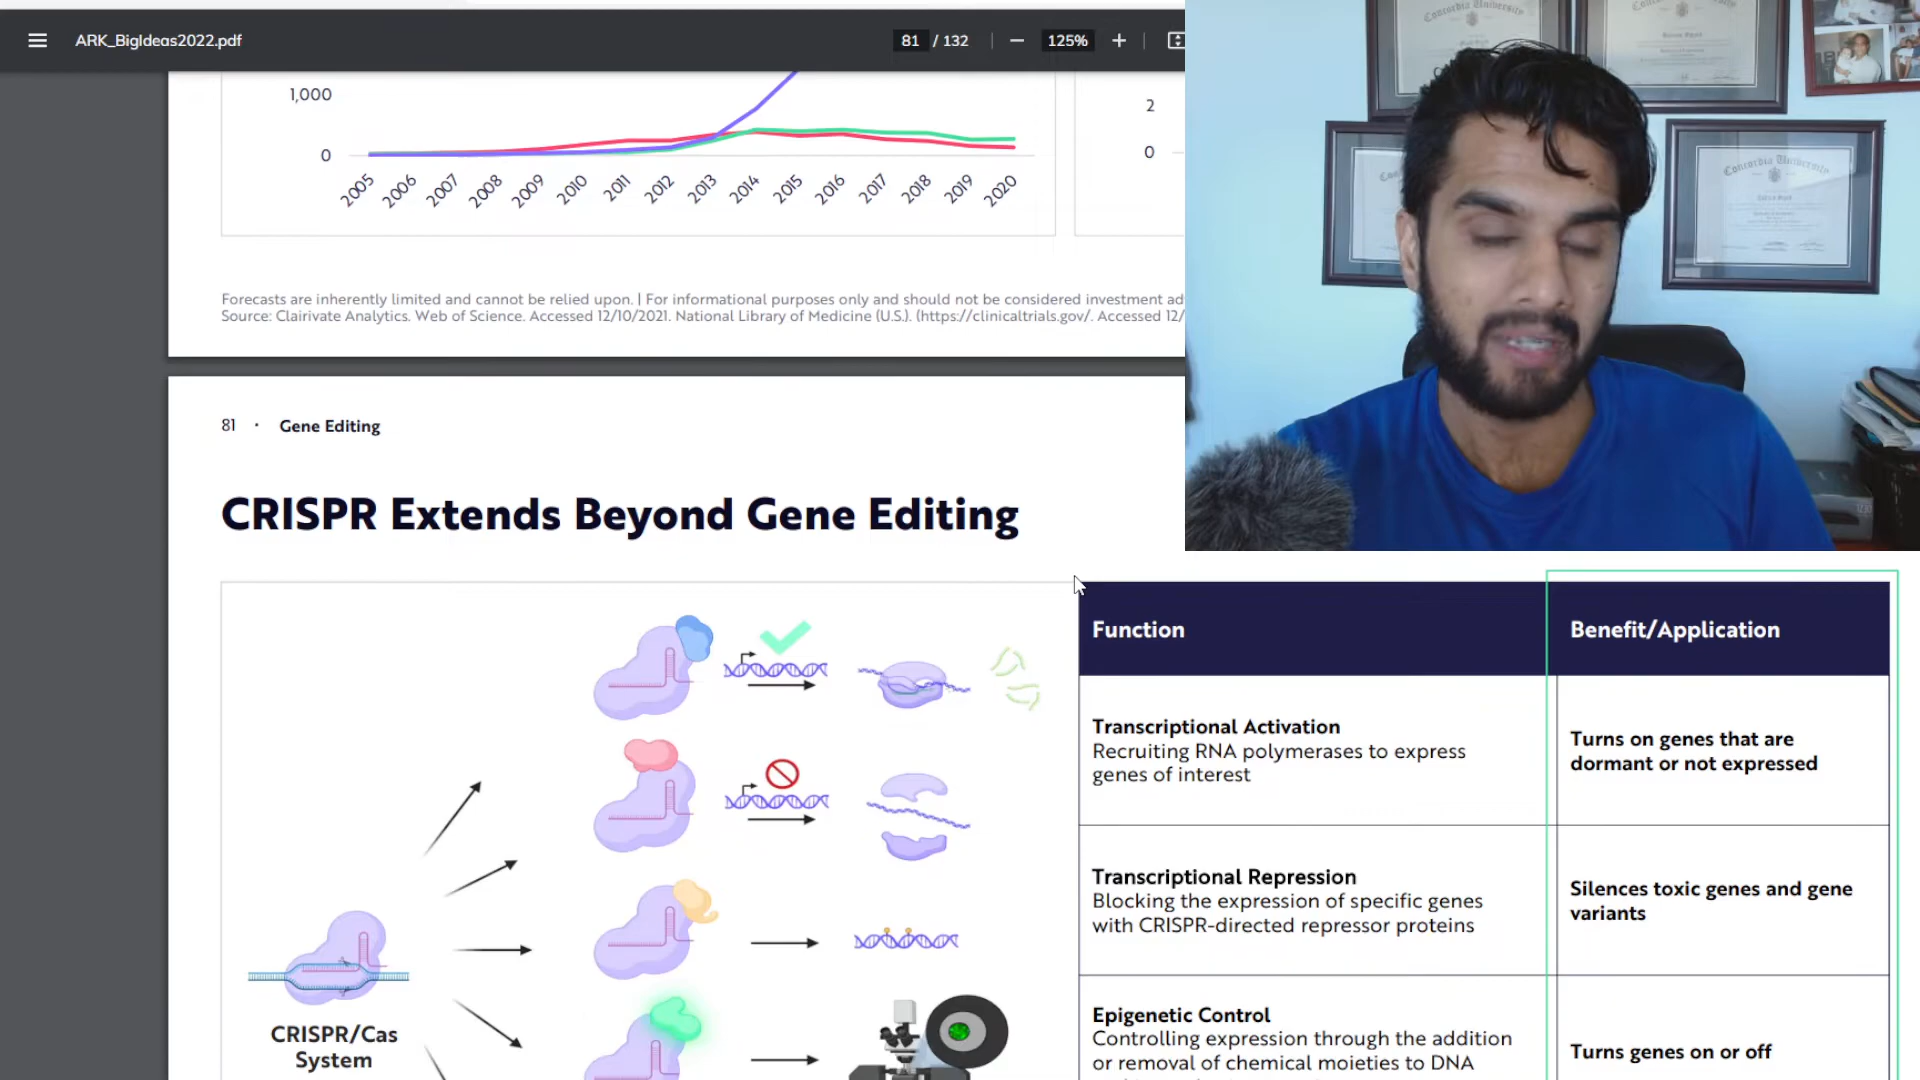 ARK_BigIdeas2022.pdf
81 / 132
125%
1,000
0
2
0
2005 2006 2007 2008 2009 2010 2011 2012 2013 2014 2015 2016 2017 2018 2019 2020
Forecasts are inherently limited and cannot be relied upon. | For informational purposes only and should not be considered investment ad
Source: Clairivate Analytics. Web of Science. Accessed 12/10/2021. National Library of Medicine (U.S.). (https://clinicaltrials.gov/. Accessed 12/
Concordia University
Concordia University
Concordia University
81 · Gene Editing
CRISPR Extends Beyond Gene Editing
Function
Benefit/Application
Transcriptional Activation
Recruiting RNA polymerases to express
genes of interest
Turns on genes that are
dormant or not expressed
Transcriptional Repression
Blocking the expression of specific genes
with CRISPR-directed repressor proteins
Silences toxic genes and gene
variants
Epigenetic Control
Controlling expression through the addition
or removal of chemical moieties to DNA
Turns genes on or off
CRISPR/Cas
System